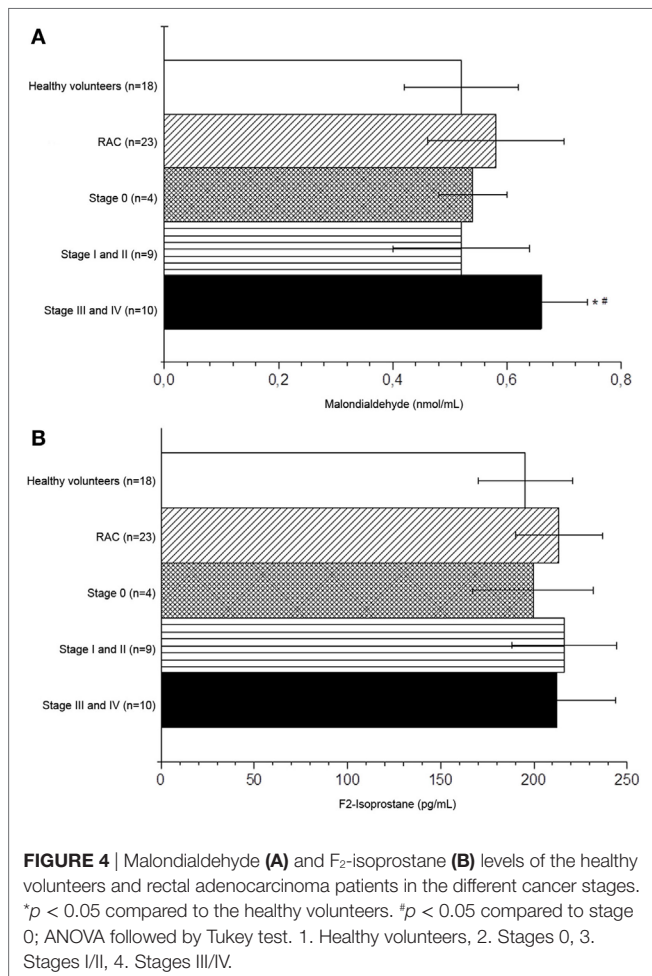 A
Healthy volunteers (n=18)
RAC (n=23)
Stage 0 (n=4)
Stage I and II (n=9)
Stage III and IV (n=10)
* #
0,0 0,2 0,4 0,6 0,8
Malondialdehyde (nmol/mL)
B
Healthy volunteers (n=18)
RAC (n=23)
Stage 0 (n=4)
Stage I and II (n=9)
Stage III and IV (n=10)
0 50 100 150 200 250
F2-Isoprostane (pg/mL)
FIGURE 4 | Malondialdehyde (A) and F₂-isoprostane (B) levels of the healthy
volunteers and rectal adenocarcinoma patients in the different cancer stages.
*p < 0.05 compared to the healthy volunteers. #p < 0.05 compared to stage
0; ANOVA followed by Tukey test. 1. Healthy volunteers, 2. Stages 0, 3.
Stages I/II, 4. Stages III/IV.